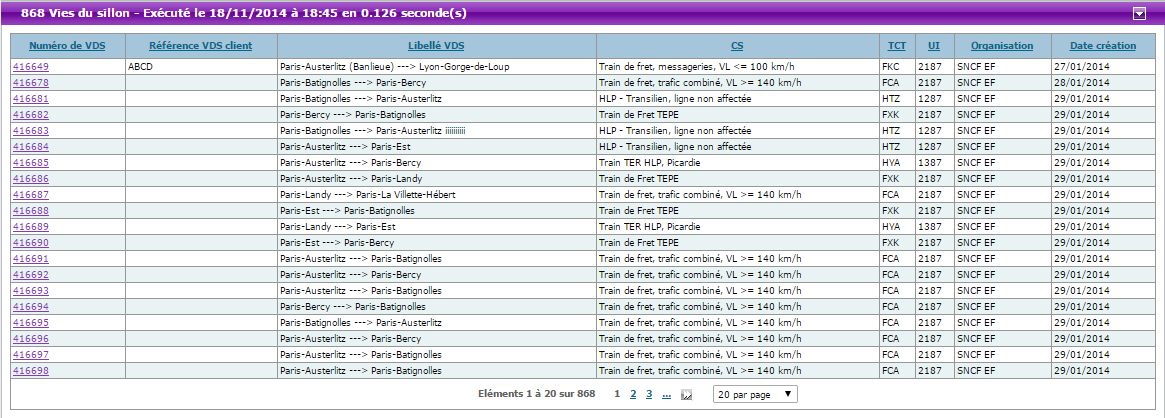 868 Vies du sillon - Exécuté le 18/11/2014 à 18:45 en 0.126 seconde(s)
Numéro de VDS Référence VDS client Libellé VDS CS TCT UI Organisation Date création
416649 ABCD Paris-Austerlitz (Banlieue) ---> Lyon-Gorge-de-Loup Train de fret, messageries, VL <= 100 km/h FKC 2187 SNCF EF 27/01/2014
416678 Paris-Batignolles ---> Paris-Bercy Train de fret, trafic combiné, VL >= 140 km/h FCA 2187 SNCF EF 28/01/2014
416681 Paris-Batignolles ---> Paris-Austerlitz HLP - Transilien, ligne non affectée HTZ 1287 SNCF EF 29/01/2014
416682 Paris-Bercy ---> Paris-Batignolles Train de Fret TEPE FXK 2187 SNCF EF 29/01/2014
416683 Paris-Batignolles ---> Paris-Austerlitz iiiiiiiiii HLP - Transilien, ligne non affectée HTZ 1287 SNCF EF 29/01/2014
416684 Paris-Austerlitz ---> Paris-Est HLP - Transilien, ligne non affectée HTZ 1287 SNCF EF 29/01/2014
416685 Paris-Austerlitz ---> Paris-Bercy Train TER HLP, Picardie HYA 1387 SNCF EF 29/01/2014
416686 Paris-Austerlitz ---> Paris-Landy Train de Fret TEPE FXK 2187 SNCF EF 29/01/2014
416687 Paris-Landy ---> Paris-La Villette-Hébert Train de fret, trafic combiné, VL >= 140 km/h FCA 2187 SNCF EF 29/01/2014
416688 Paris-Est ---> Paris-Batignolles Train de Fret TEPE FXK 2187 SNCF EF 29/01/2014
416689 Paris-Landy ---> Paris-Est Train TER HLP, Picardie HYA 1387 SNCF EF 29/01/2014
416690 Paris-Est ---> Paris-Bercy Train de Fret TEPE FXK 2187 SNCF EF 29/01/2014
416691 Paris-Austerlitz ---> Paris-Batignolles Train de fret, trafic combiné, VL >= 140 km/h FCA 2187 SNCF EF 29/01/2014
416692 Paris-Austerlitz ---> Paris-Bercy Train de fret, trafic combiné, VL >= 140 km/h FCA 2187 SNCF EF 29/01/2014
416693 Paris-Austerlitz ---> Paris-Batignolles Train de fret, trafic combiné, VL >= 140 km/h FCA 2187 SNCF EF 29/01/2014
416694 Paris-Bercy ---> Paris-Batignolles Train de fret, trafic combiné, VL >= 140 km/h FCA 2187 SNCF EF 29/01/2014
416695 Paris-Batignolles ---> Paris-Austerlitz Train de fret, trafic combiné, VL >= 140 km/h FCA 2187 SNCF EF 29/01/2014
416696 Paris-Austerlitz ---> Paris-Bercy Train de fret, trafic combiné, VL >= 140 km/h FCA 2187 SNCF EF 29/01/2014
416697 Paris-Austerlitz ---> Paris-Batignolles Train de fret, trafic combiné, VL >= 140 km/h FCA 2187 SNCF EF 29/01/2014
416698 Paris-Austerlitz ---> Paris-Batignolles Train de fret, trafic combiné, VL >= 140 km/h FCA 2187 SNCF EF 29/01/2014
Eléments 1 à 20 sur 868 1 2 3 ... 20 par page